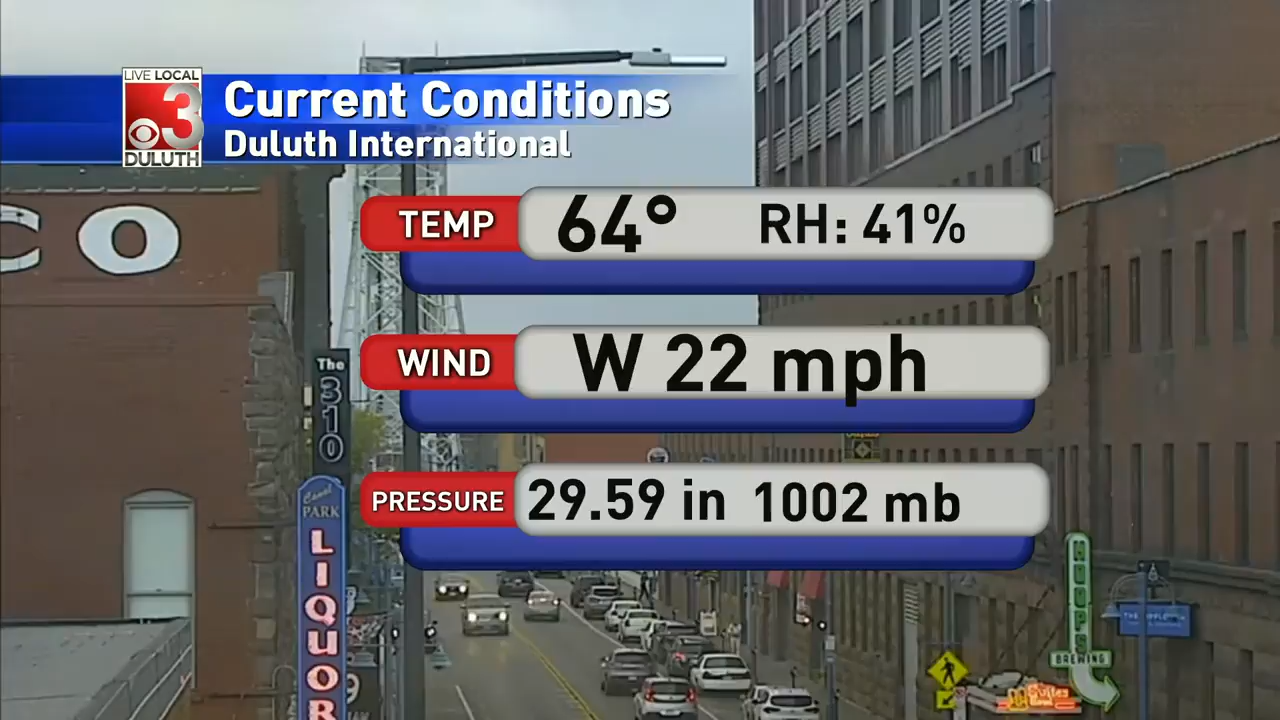 LIVE LOCAL
3
DULUTH
Current Conditions
Duluth International
TEMP 64° RH: 41%
CO
WIND W 22 mph
The
310
PRESSURE 29.59 in 1002 mb
Canal
PARK
LIQUOR
HOOPS
BREWING